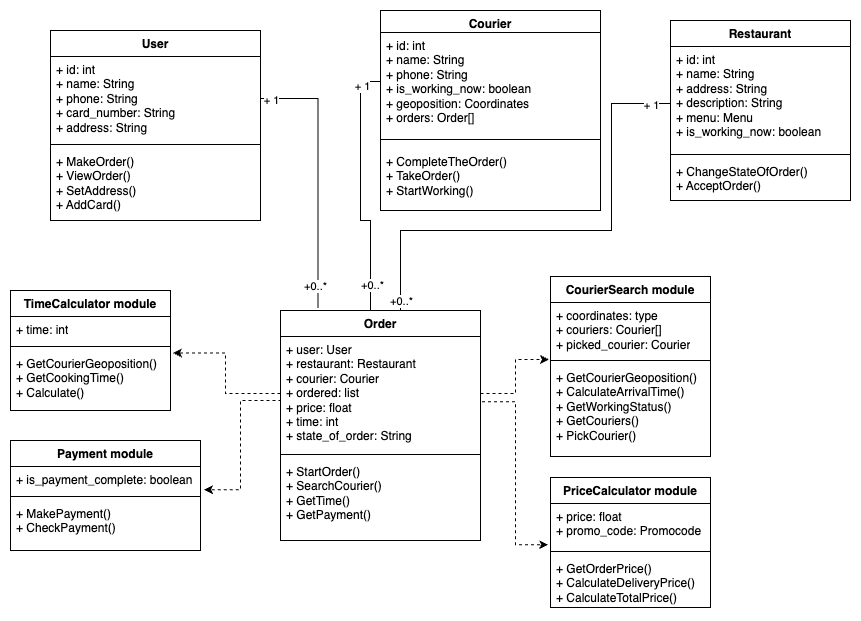 User
+ id: int
+ name: String
+ phone: String
+ card_number: String
+ address: String
+ MakeOrder()
+ ViewOrder()
+ SetAddress()
+ AddCard()
+ 1
Courier
+ id: int
+ name: String
+ phone: String
+ is_working_now: boolean
+ geoposition: Coordinates
+ orders: Order[]
+ CompleteTheOrder()
+ TakeOrder()
+ StartWorking()
+ 1
Restaurant
+ id: int
+ name: String
+ address: String
+ description: String
+ menu: Menu
+ is_working_now: boolean
+ ChangeStateOfOrder()
+ AcceptOrder()
+ 1
+0..*
+0..*
+0..*
TimeCalculator module
+ time: int
+ GetCourierGeoposition()
+ GetCookingTime()
+ Calculate()
Payment module
+ is_payment_complete: boolean
+ MakePayment()
+ CheckPayment()
Order
+ user: User
+ restaurant: Restaurant
+ courier: Courier
+ ordered: list
+ price: float
+ time: int
+ state_of_order: String
+ StartOrder()
+ SearchCourier()
+ GetTime()
+ GetPayment()
CourierSearch module
+ coordinates: type
+ couriers: Courier[]
+ picked_courier: Courier
+ GetCourierGeoposition()
+ CalculateArrivalTime()
+ GetWorkingStatus()
+ GetCouriers()
+ PickCourier()
PriceCalculator module
+ price: float
+ promo_code: Promocode
+ GetOrderPrice()
+ CalculateDeliveryPrice()
+ CalculateTotalPrice()